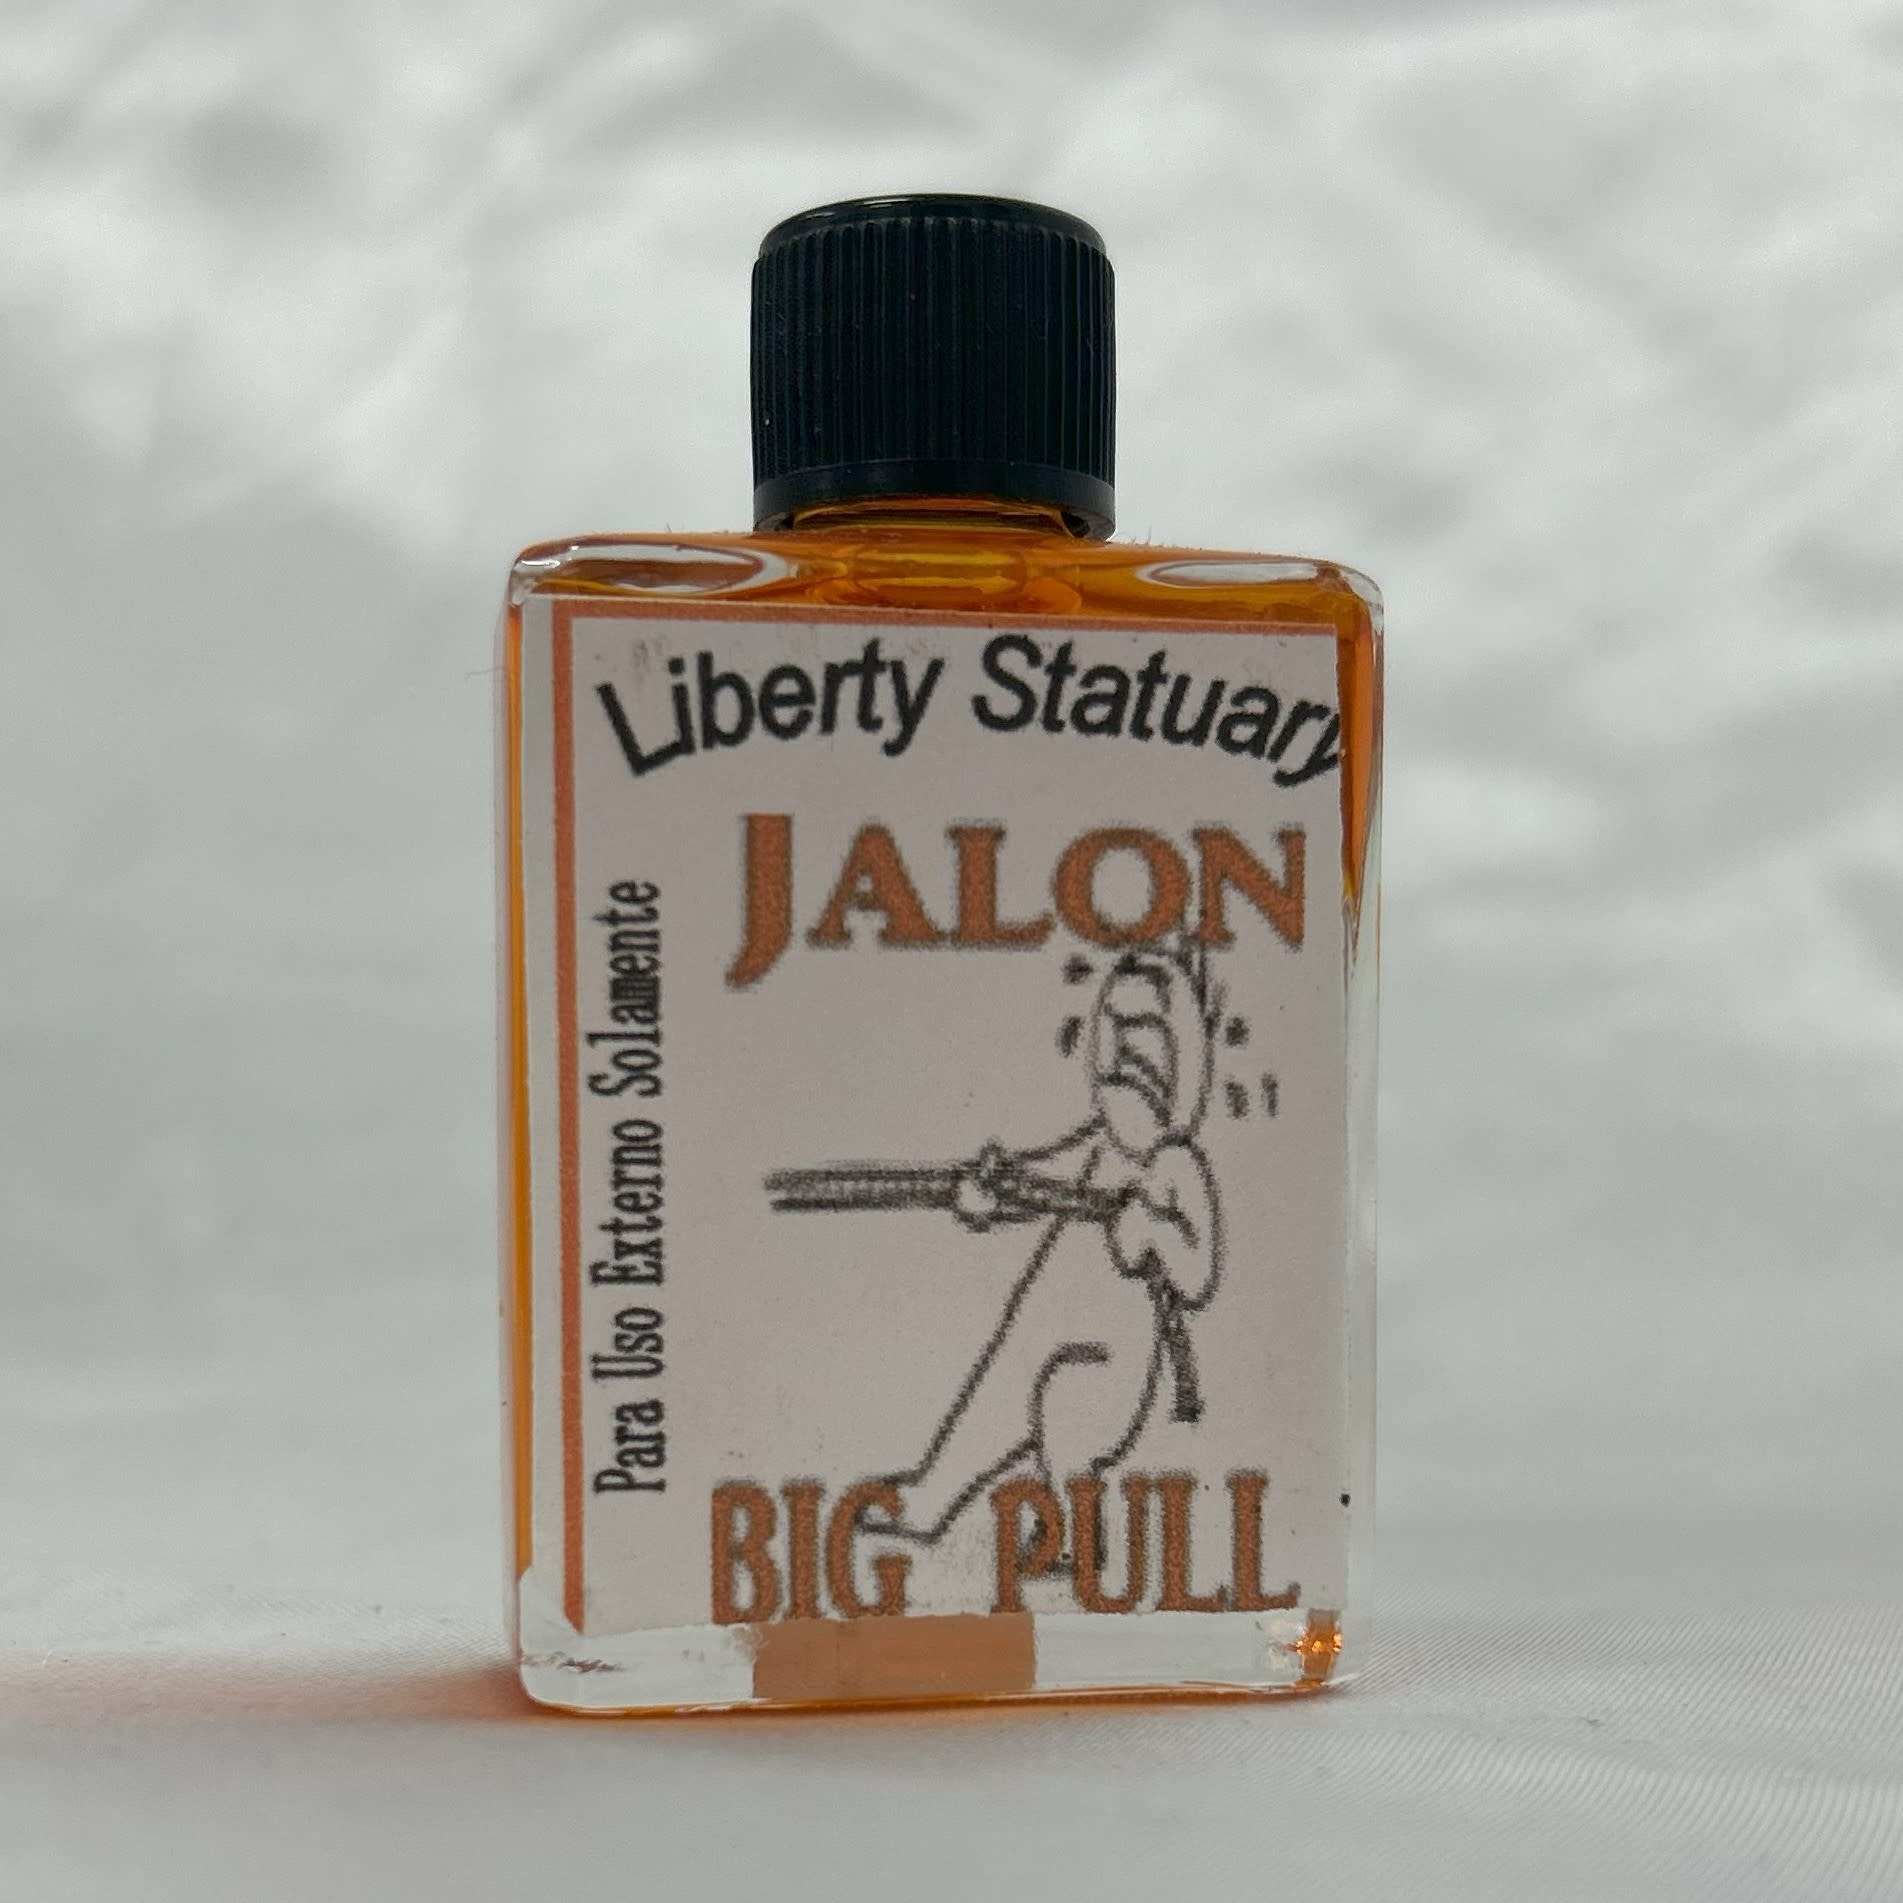 Liberty Statuary
JALON
Para Uso Externo Solamente
BIG PULL